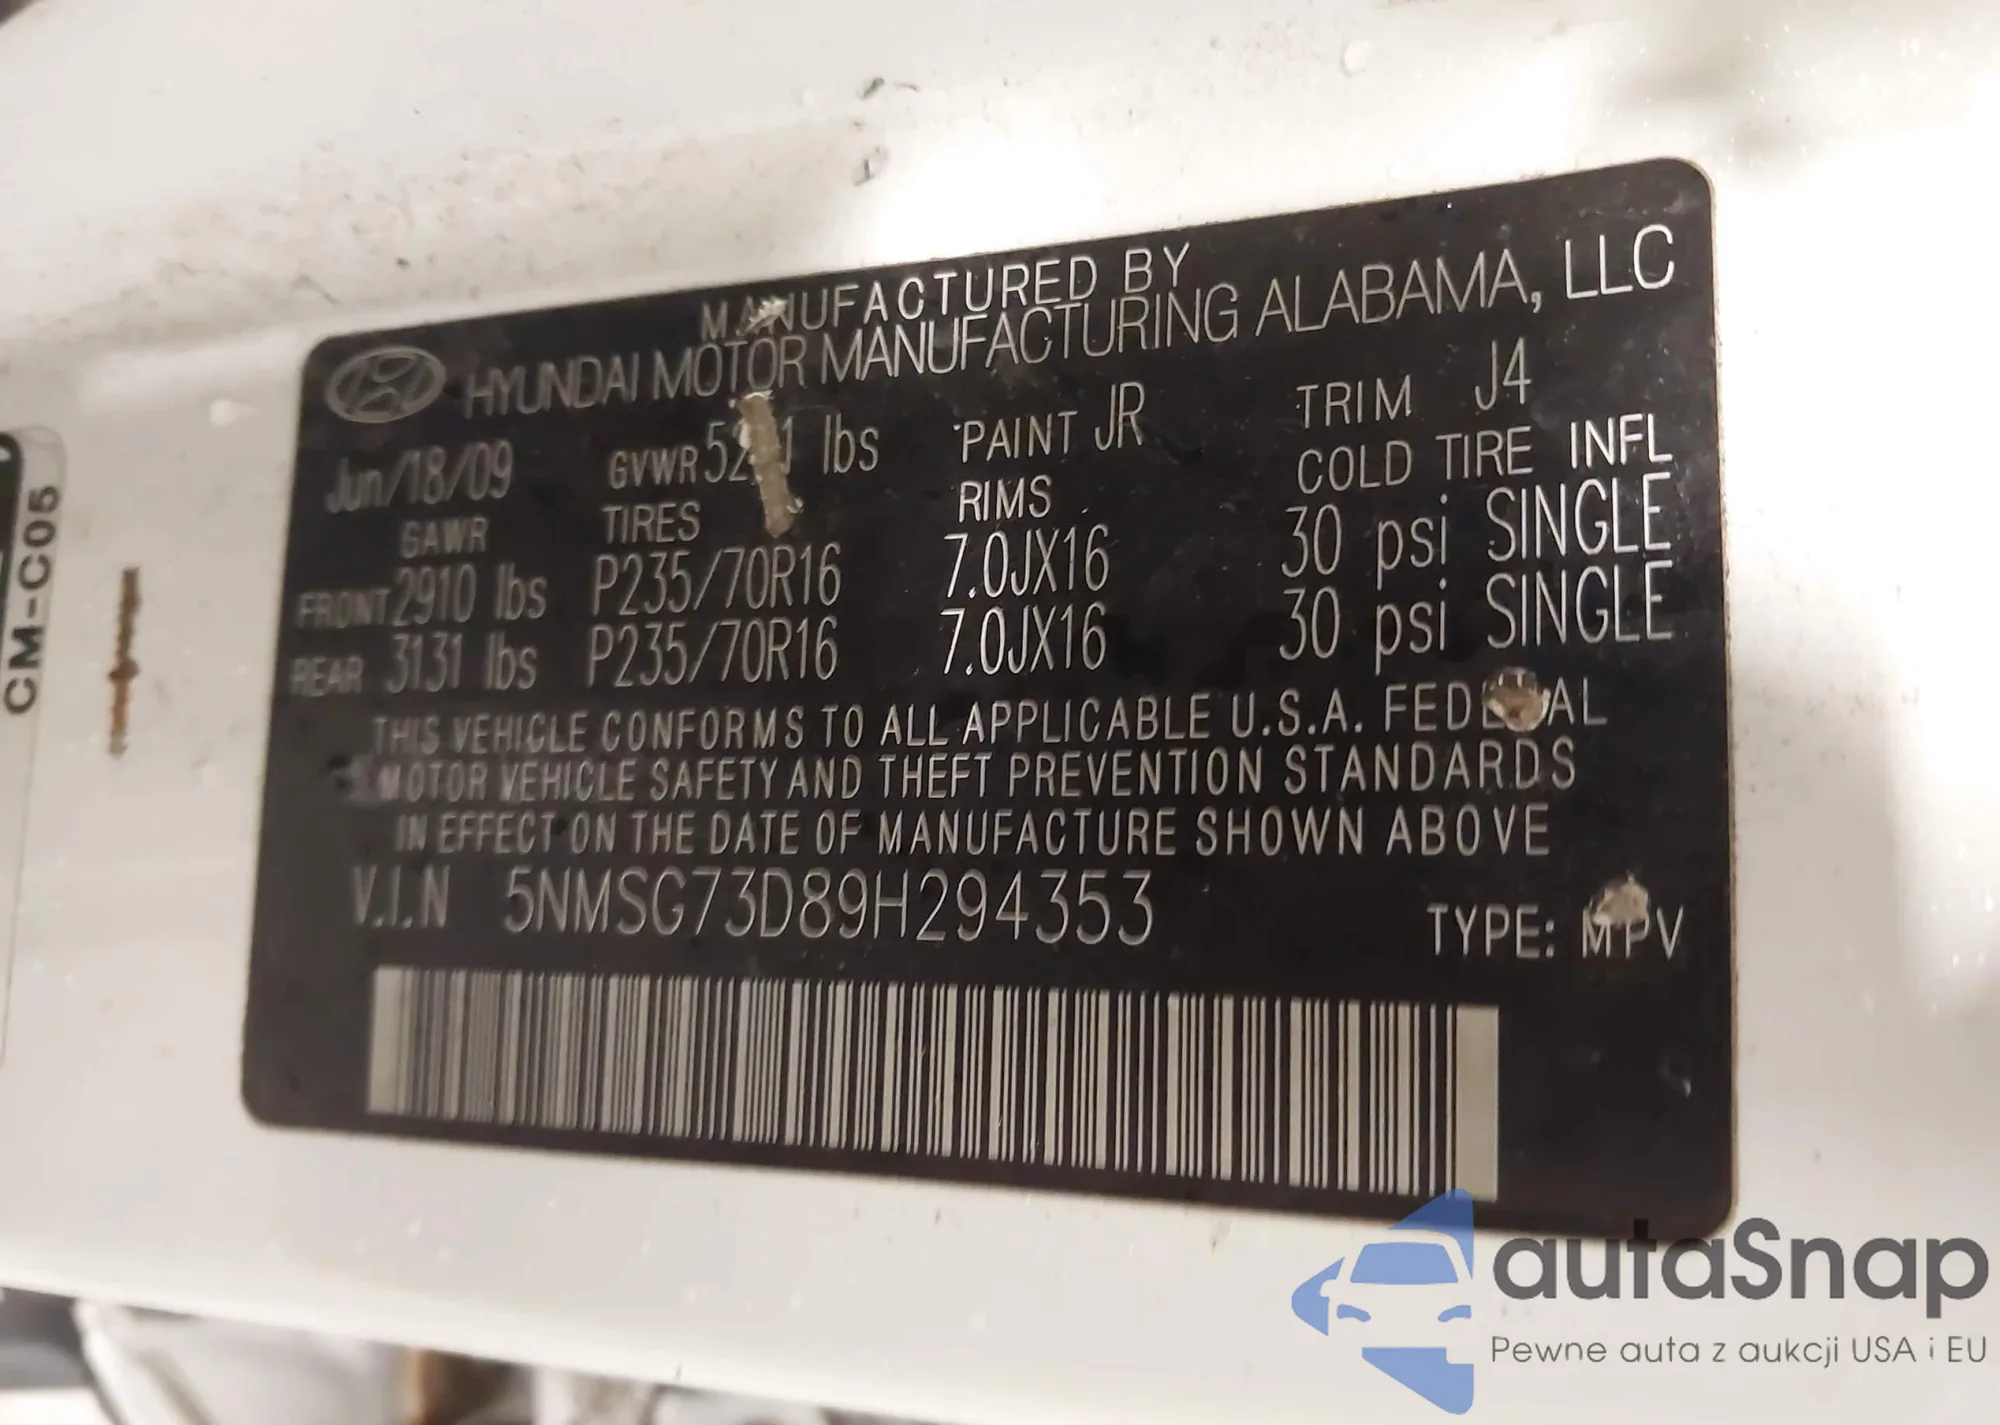 MANUFACTURED BY
HYUNDAI MOTOR MANUFACTURING ALABAMA, LLC
Jun/18/09 GVWR lbs PAINT JR TRIM J4
GAWR TIRES RIMS COLD TIRE INFL
FRONT 2910 lbs P235/70R16 7.0JX16 30 psi SINGLE
REAR 3131 lbs P235/70R16 7.0JX16 30 psi SINGLE
THIS VEHICLE CONFORMS TO ALL APPLICABLE U.S.A. FEDERAL
MOTOR VEHICLE SAFETY AND THEFT PREVENTION STANDARDS
IN EFFECT ON THE DATE OF MANUFACTURE SHOWN ABOVE
V.I.N 5NMSG73D89H294353 TYPE: MPV
CM-C05
autaSnap
Pewne auta z aukcji USA i EU